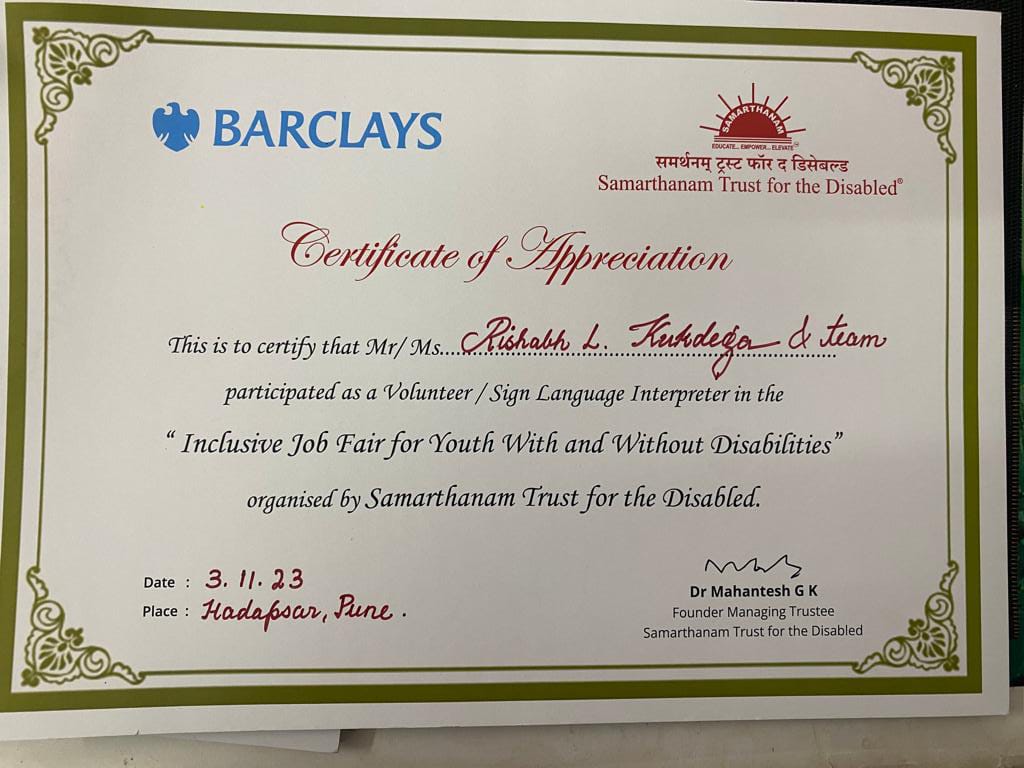 BARCLAYS
SAMARTHANAM
EDUCATE... EMPOWER... ELEVATE
समर्थनम् ट्रस्ट फॉर द डिसेबल्ड
Samarthanam Trust for the Disabled®
Certificate of Appreciation
This is to certify that Mr/ Ms.... Rishabh L. & team
participated as a Volunteer / Sign Language Interpreter in the
“ Inclusive Job Fair for Youth With and Without Disabilities”
organised by Samarthanam Trust for the Disabled.
Date : 3.11.23
Place : Hadapsar, Pune .
Dr Mahantesh G K
Founder Managing Trustee
Samarthanam Trust for the Disabled